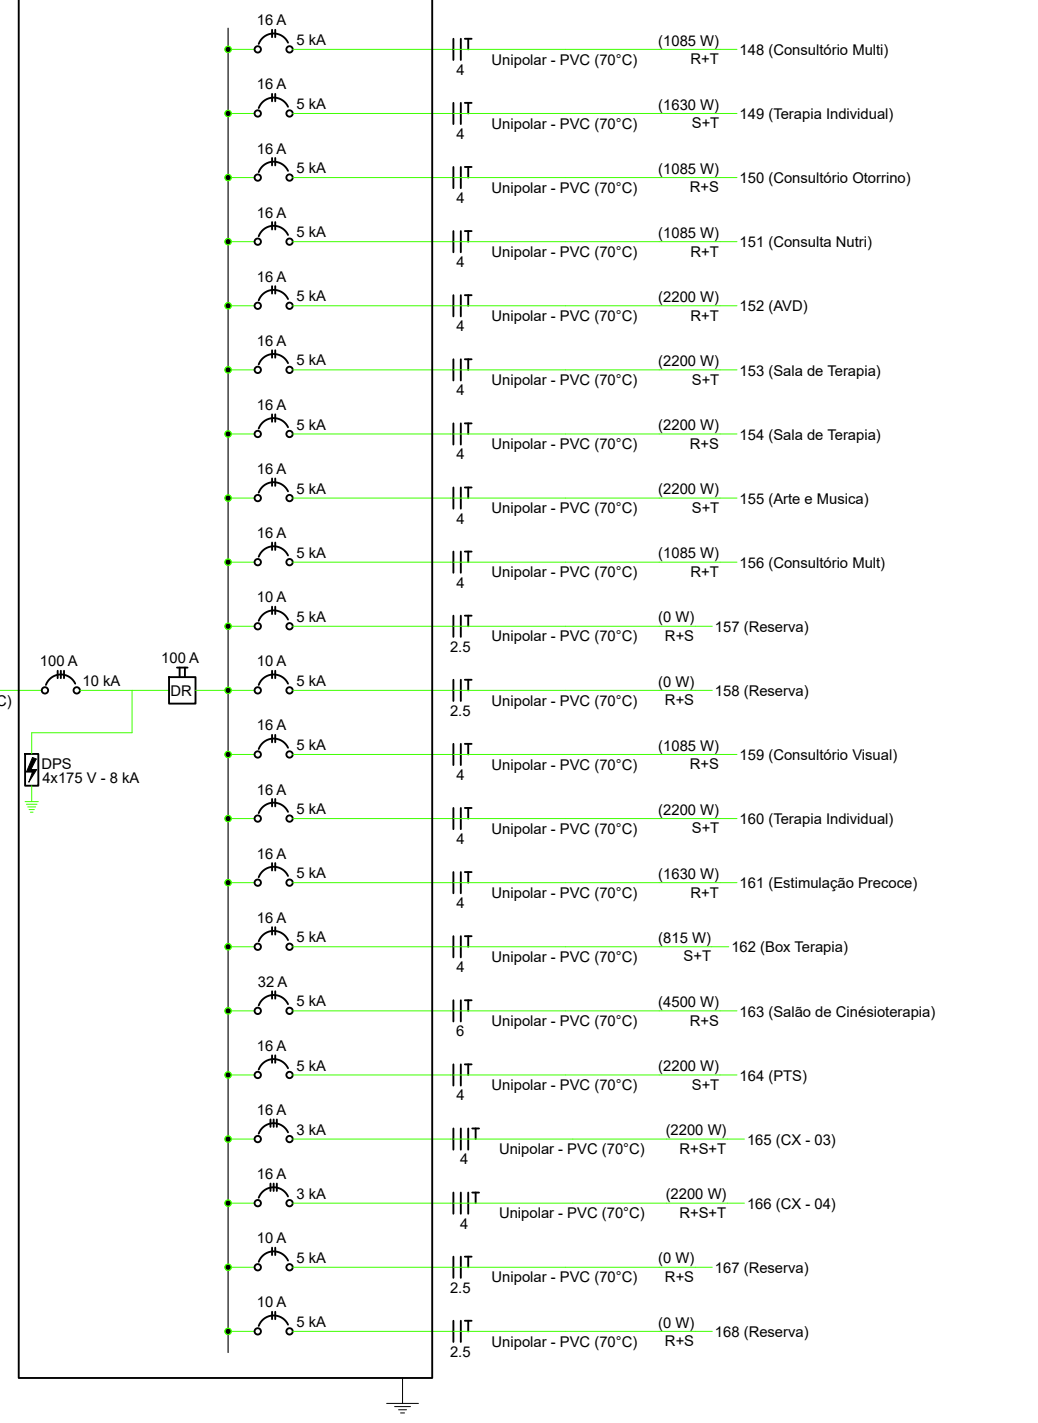 16 A
5 kA
(1085 W)
148 (Consultório Multi)
4
Unipolar - PVC (70°C)
R+T
16 A
5 kA
(1630 W)
149 (Terapia Individual)
4
Unipolar - PVC (70°C)
S+T
16 A
5 kA
(1085 W)
150 (Consultório Otorrino)
4
Unipolar - PVC (70°C)
R+S
16 A
5 kA
(1085 W)
151 (Consulta Nutri)
4
Unipolar - PVC (70°C)
R+T
16 A
5 kA
(2200 W)
152 (AVD)
4
Unipolar - PVC (70°C)
R+T
16 A
5 kA
(2200 W)
153 (Sala de Terapia)
4
Unipolar - PVC (70°C)
S+T
16 A
5 kA
(2200 W)
154 (Sala de Terapia)
4
Unipolar - PVC (70°C)
R+S
16 A
5 kA
(2200 W)
155 (Arte e Musica)
4
Unipolar - PVC (70°C)
S+T
16 A
5 kA
(1085 W)
156 (Consultório Mult)
4
Unipolar - PVC (70°C)
R+T
10 A
5 kA
(0 W)
157 (Reserva)
2.5
Unipolar - PVC (70°C)
R+S
100 A
10 kA
100 A
DR
C)
DPS
4x175 V - 8 kA
10 A
5 kA
(0 W)
158 (Reserva)
2.5
Unipolar - PVC (70°C)
R+S
16 A
5 kA
(1085 W)
159 (Consultório Visual)
4
Unipolar - PVC (70°C)
R+S
16 A
5 kA
(2200 W)
160 (Terapia Individual)
4
Unipolar - PVC (70°C)
S+T
16 A
5 kA
(1630 W)
161 (Estimulação Precoce)
4
Unipolar - PVC (70°C)
R+T
16 A
5 kA
(815 W)
162 (Box Terapia)
4
Unipolar - PVC (70°C)
S+T
32 A
5 kA
(4500 W)
163 (Salão de Cinésioterapia)
6
Unipolar - PVC (70°C)
R+S
16 A
5 kA
(2200 W)
164 (PTS)
4
Unipolar - PVC (70°C)
S+T
16 A
3 kA
(2200 W)
165 (CX - 03)
4
Unipolar - PVC (70°C)
R+S+T
16 A
3 kA
(2200 W)
166 (CX - 04)
4
Unipolar - PVC (70°C)
R+S+T
10 A
5 kA
(0 W)
167 (Reserva)
2.5
Unipolar - PVC (70°C)
R+S
10 A
5 kA
(0 W)
168 (Reserva)
2.5
Unipolar - PVC (70°C)
R+S